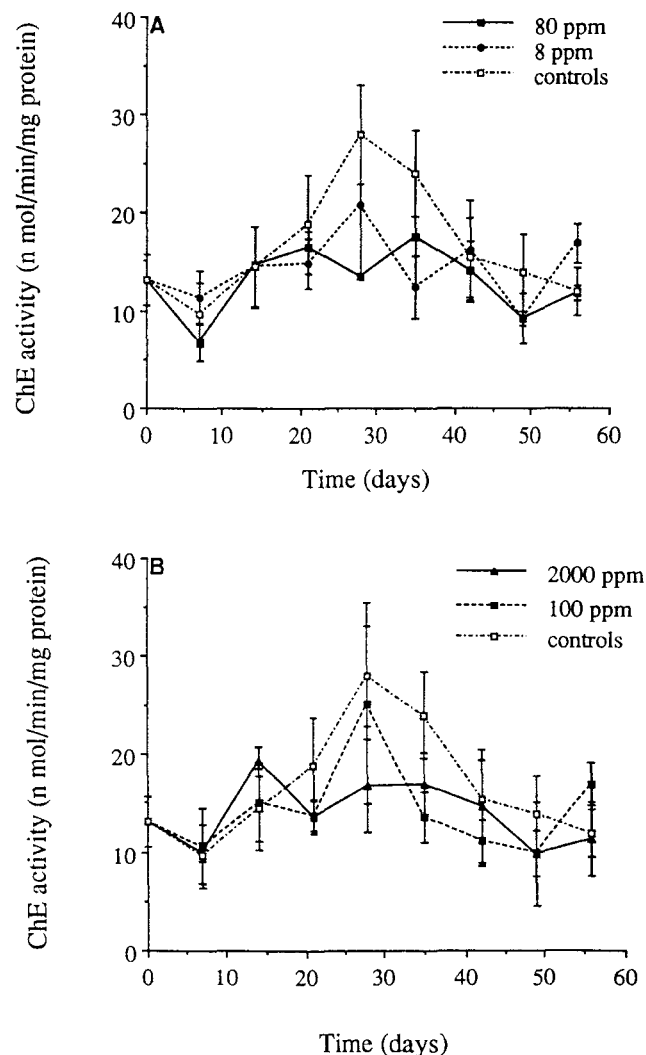 A
80 ppm
8 ppm
controls
ChE activity (n mol/min/mg protein)
40
30
20
10
0
0 10 20 30 40 50 60
Time (days)
B
2000 ppm
100 ppm
controls
ChE activity (n mol/min/mg protein)
40
30
20
10
0
0 10 20 30 40 50 60
Time (days)